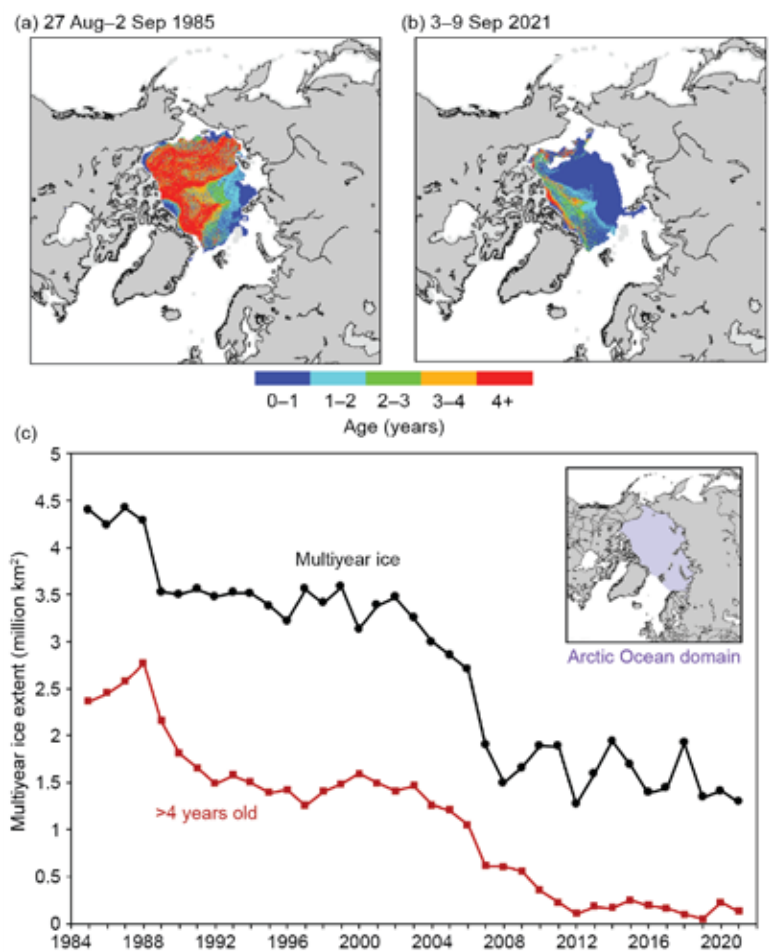 (a) 27 Aug–2 Sep 1985
(b) 3–9 Sep 2021
0–1 1–2 2–3 3–4 4+
Age (years)
(c)
Multiyear ice extent (million km²)
5
4.5
4
3.5
3
2.5
2
1.5
1
0.5
0
Multiyear ice
>4 years old
Arctic Ocean domain
1984 1988 1992 1996 2000 2004 2008 2012 2016 2020